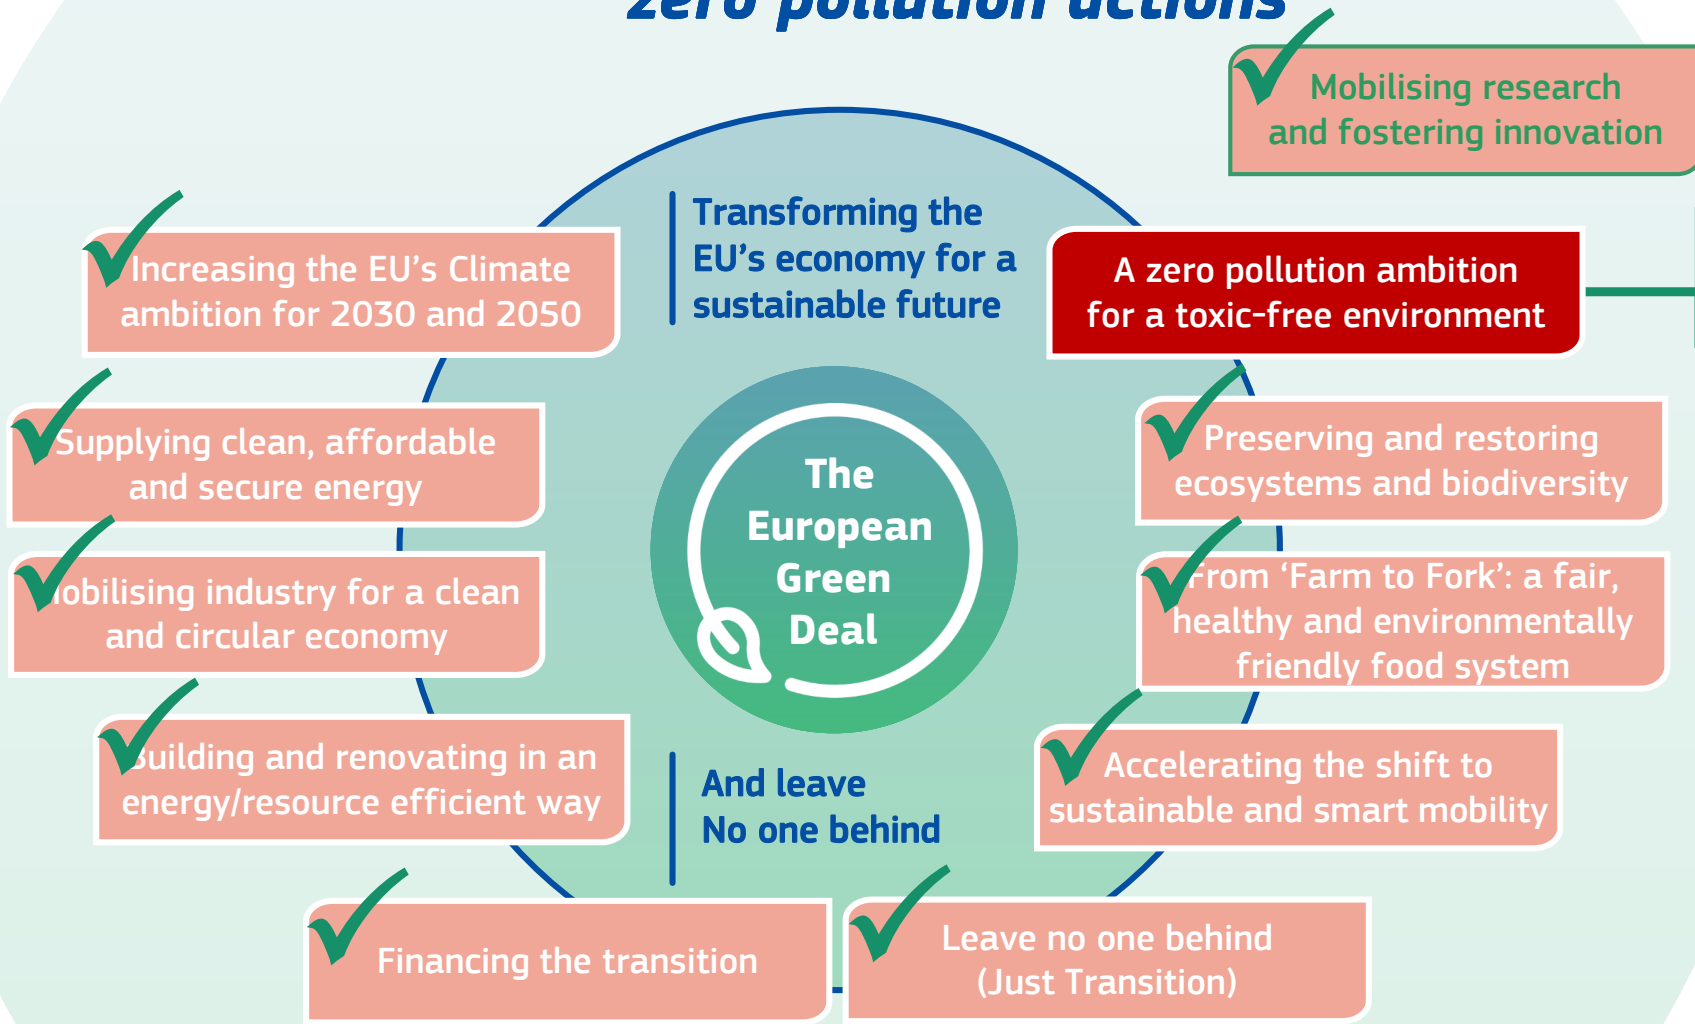 zero pollution actions
Mobilising research
and fostering innovation
Transforming the
EU's economy for a
sustainable future
Increasing the EU's Climate
ambition for 2030 and 2050
A zero pollution ambition
for a toxic-free environment
Supplying clean, affordable
and secure energy
Preserving and restoring
ecosystems and biodiversity
The
European
Green
Deal
Mobilising industry for a clean
and circular economy
From ‘Farm to Fork’: a fair,
healthy and environmentally
friendly food system
Building and renovating in an
energy/resource efficient way
Accelerating the shift to
sustainable and smart mobility
And leave
No one behind
Financing the transition
Leave no one behind
(Just Transition)